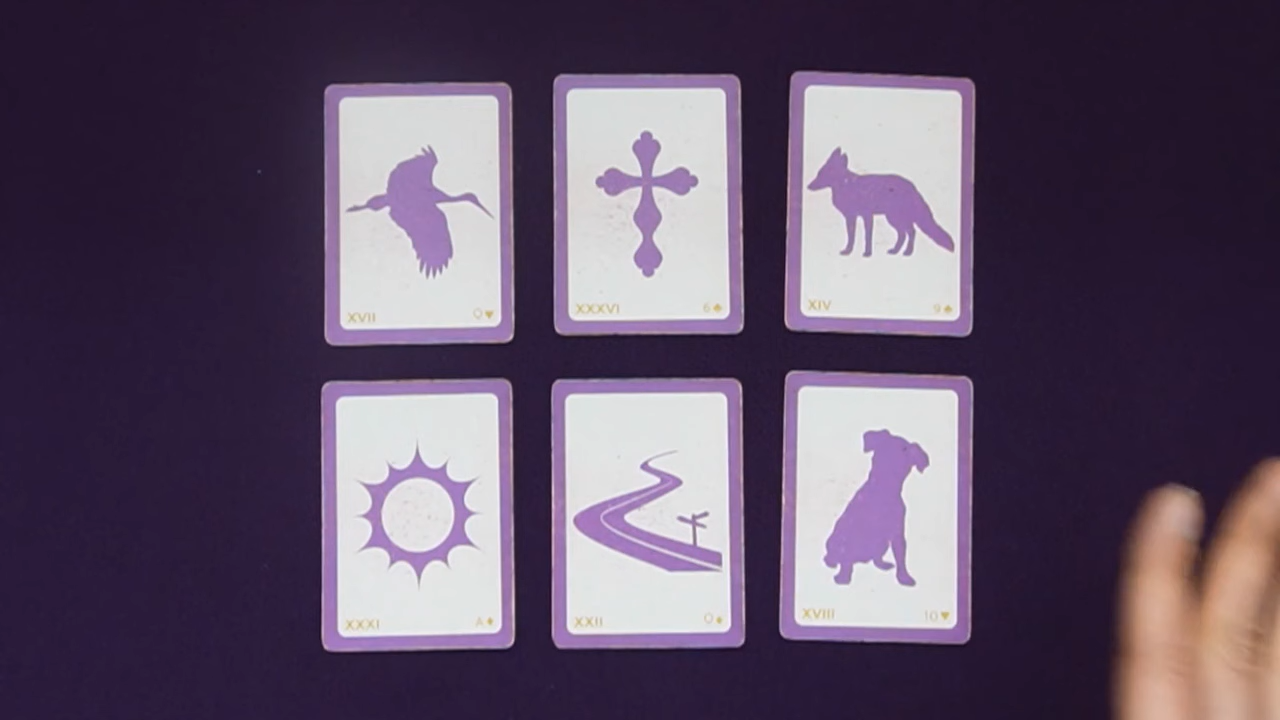 XVII Q♥
XXXVI 6♣
XIV 9♣
XXXI A♦
XXII Q♦
XVIII 10♥